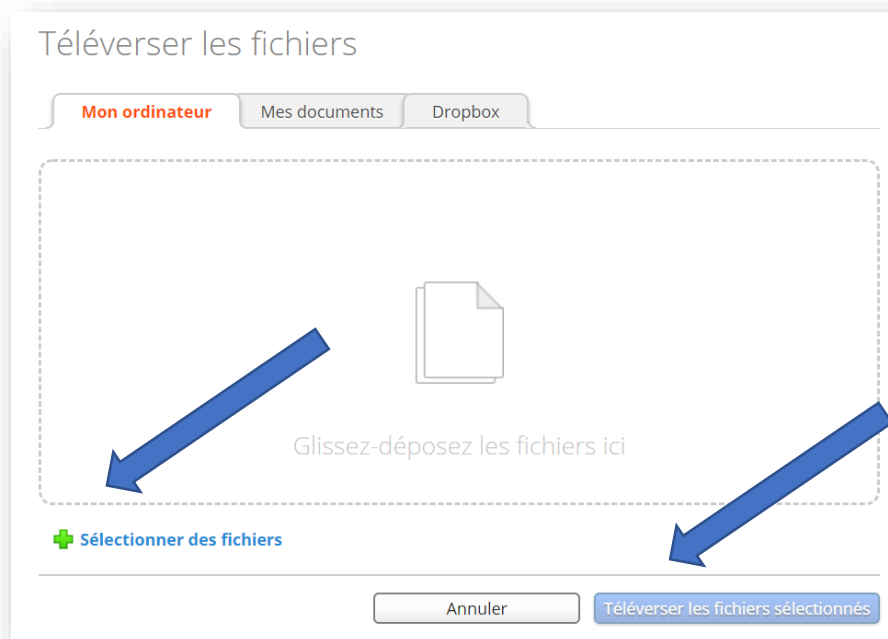 Téléverser les fichiers
Mon ordinateur Mes documents Dropbox
Glissez-déposez les fichiers ici
Sélectionner des fichiers
Annuler Téléverser les fichiers sélectionnés